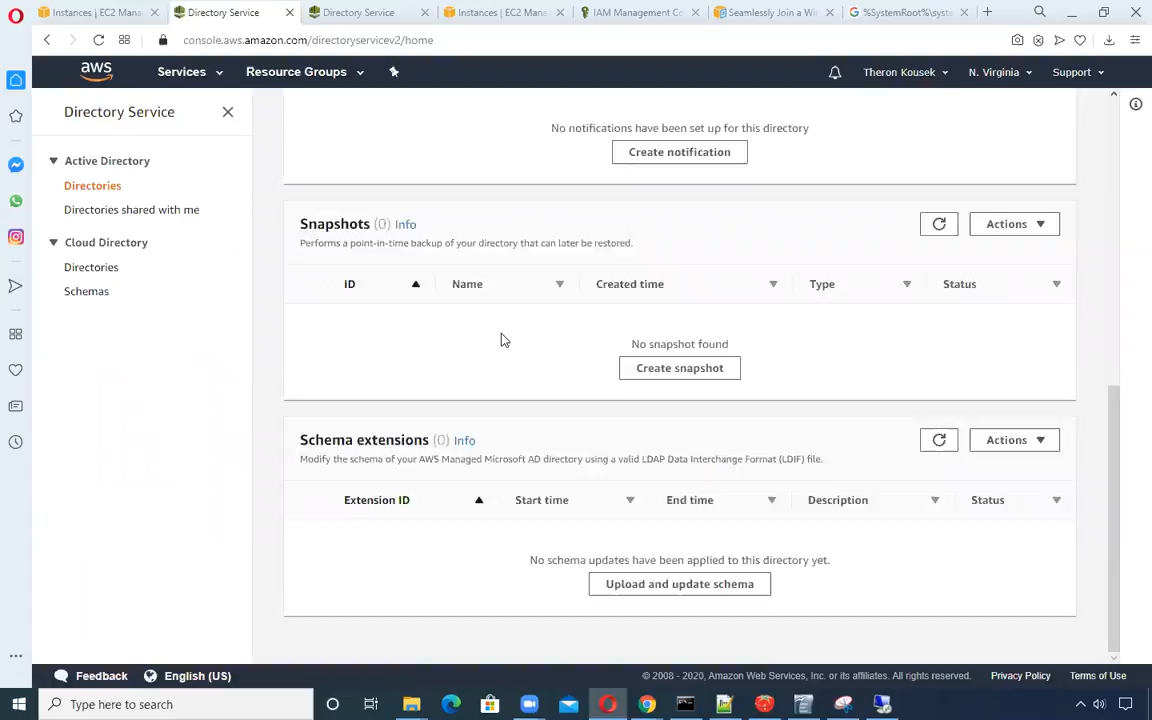 Instances | EC2 Mana
Directory Service
Directory Service
Instances | EC2 Mana
IAM Management Co
Seamlessly Join a Wi
%SystemRoot%\syst
console.aws.amazon.com/directoryservicev2/home
aws
Services
Resource Groups
Theron Kousek
N. Virginia
Support
Directory Service
Active Directory
Directories
Directories shared with me
Cloud Directory
Directories
Schemas
No notifications have been set up for this directory
Create notification
Snapshots (0) Info
Actions
Performs a point-in-time backup of your directory that can later be restored.
ID Name Created time Type Status
No snapshot found
Create snapshot
Schema extensions (0) Info
Actions
Modify the schema of your AWS Managed Microsoft AD directory using a valid LDAP Data Interchange Format (LDIF) file.
Extension ID Start time End time Description Status
No schema updates have been applied to this directory yet.
Upload and update schema
Feedback English (US)
© 2008 - 2020, Amazon Web Services, Inc. or its affiliates. All rights reserved. Privacy Policy Terms of Use
Type here to search